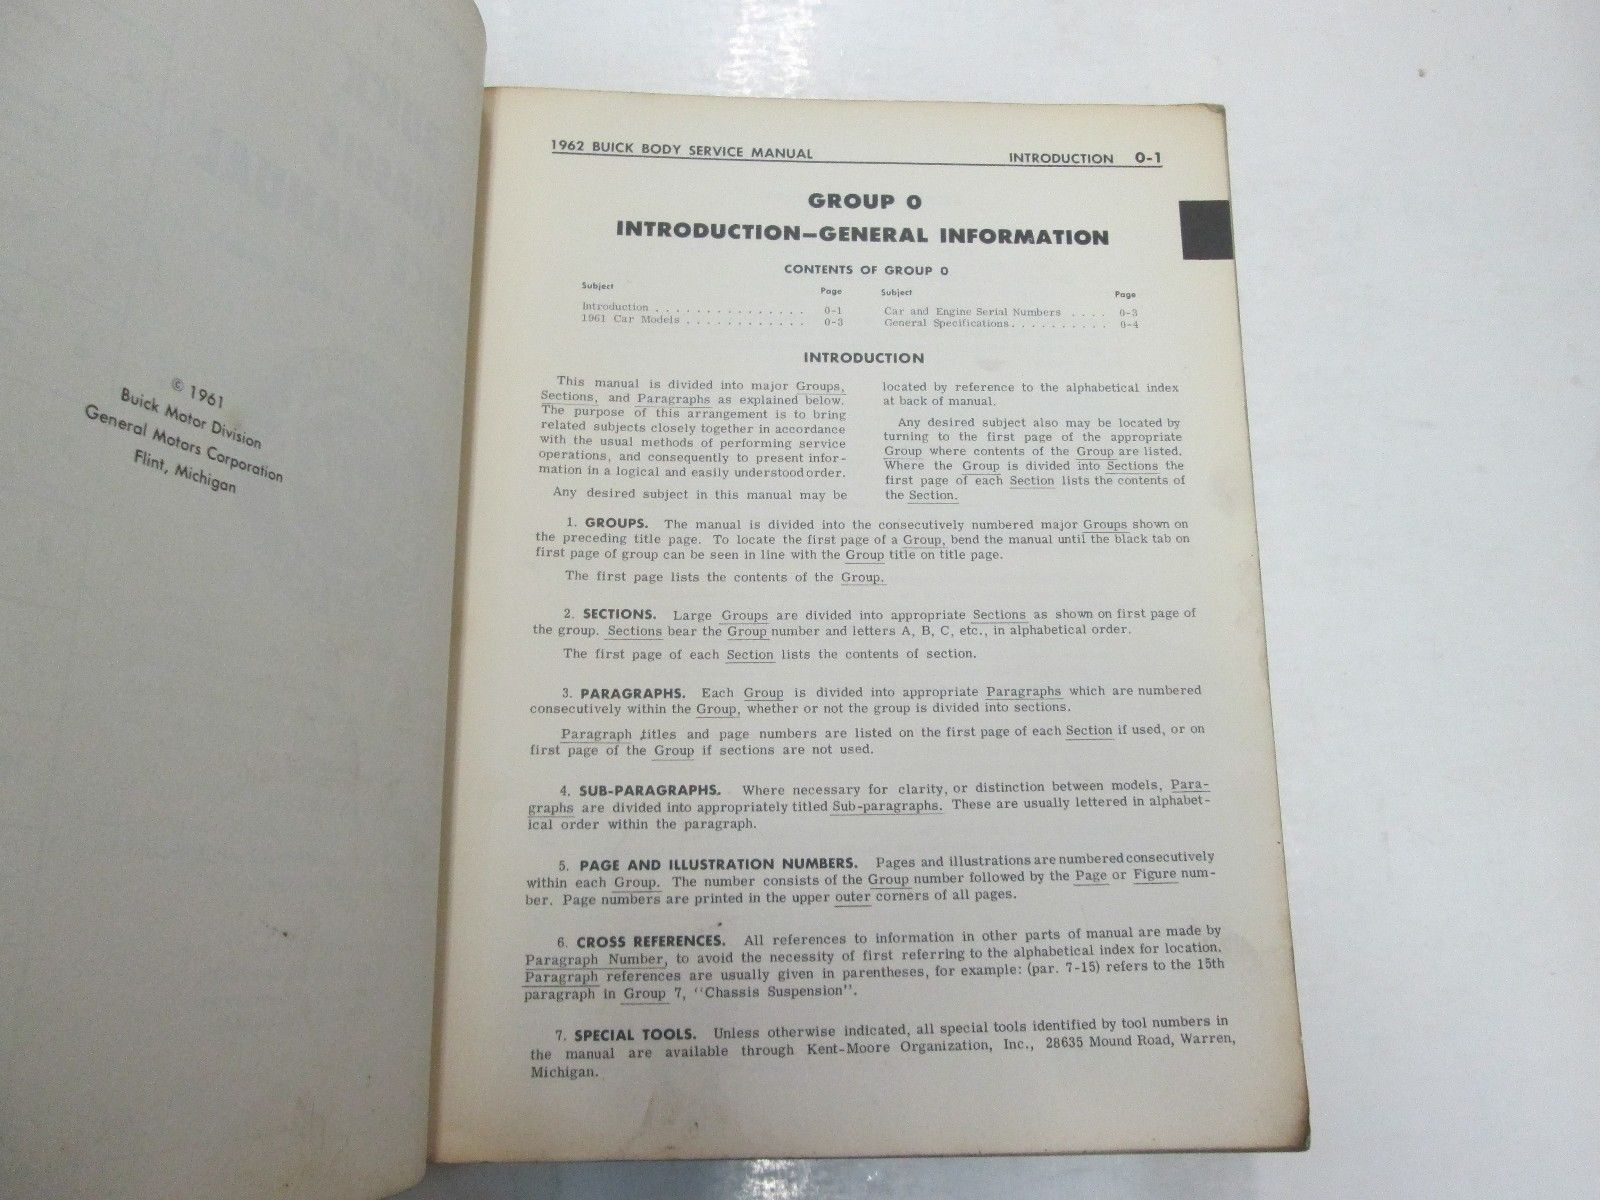 © 1961
Buick Motor Division
General Motors Corporation
Flint, Michigan
1962 BUICK BODY SERVICE MANUAL
INTRODUCTION 0-1
GROUP 0
INTRODUCTION—GENERAL INFORMATION
CONTENTS OF GROUP 0
Subject Page Subject Page
Introduction . . . . . . . . . . . . . . . 0-1 Car and Engine Serial Numbers . . . . 0-3
1961 Car Models . . . . . . . . . . . . 0-3 General Specifications. . . . . . . . . . 0-4
INTRODUCTION
This manual is divided into major Groups,
Sections, and Paragraphs as explained below.
The purpose of this arrangement is to bring
related subjects closely together in accordance
with the usual methods of performing service
operations, and consequently to present infor-
mation in a logical and easily understood order.
Any desired subject in this manual may be
located by reference to the alphabetical index
at back of manual.
Any desired subject also may be located by
turning to the first page of the appropriate
Group where contents of the Group are listed.
Where the Group is divided into Sections the
first page of each Section lists the contents of
the Section.
1. GROUPS. The manual is divided into the consecutively numbered major Groups shown on
the preceding title page. To locate the first page of a Group, bend the manual until the black tab on
first page of group can be seen in line with the Group title on title page.
The first page lists the contents of the Group.
2. SECTIONS. Large Groups are divided into appropriate Sections as shown on first page of
the group. Sections bear the Group number and letters A, B, C, etc., in alphabetical order.
The first page of each Section lists the contents of section.
3. PARAGRAPHS. Each Group is divided into appropriate Paragraphs which are numbered
consecutively within the Group, whether or not the group is divided into sections.
Paragraph titles and page numbers are listed on the first page of each Section if used, or on
first page of the Group if sections are not used.
4. SUB-PARAGRAPHS. Where necessary for clarity, or distinction between models, Para-
graphs are divided into appropriately titled Sub-paragraphs. These are usually lettered in alphabet-
ical order within the paragraph.
5. PAGE AND ILLUSTRATION NUMBERS. Pages and illustrations are numbered consecutively
within each Group. The number consists of the Group number followed by the Page or Figure num-
ber. Page numbers are printed in the upper outer corners of all pages.
6. CROSS REFERENCES. All references to information in other parts of manual are made by
Paragraph Number, to avoid the necessity of first referring to the alphabetical index for location.
Paragraph references are usually given in parentheses, for example: (par. 7-15) refers to the 15th
paragraph in Group 7, "Chassis Suspension".
7. SPECIAL TOOLS. Unless otherwise indicated, all special tools identified by tool numbers in
the manual are available through Kent-Moore Organization, Inc., 28635 Mound Road, Warren,
Michigan.